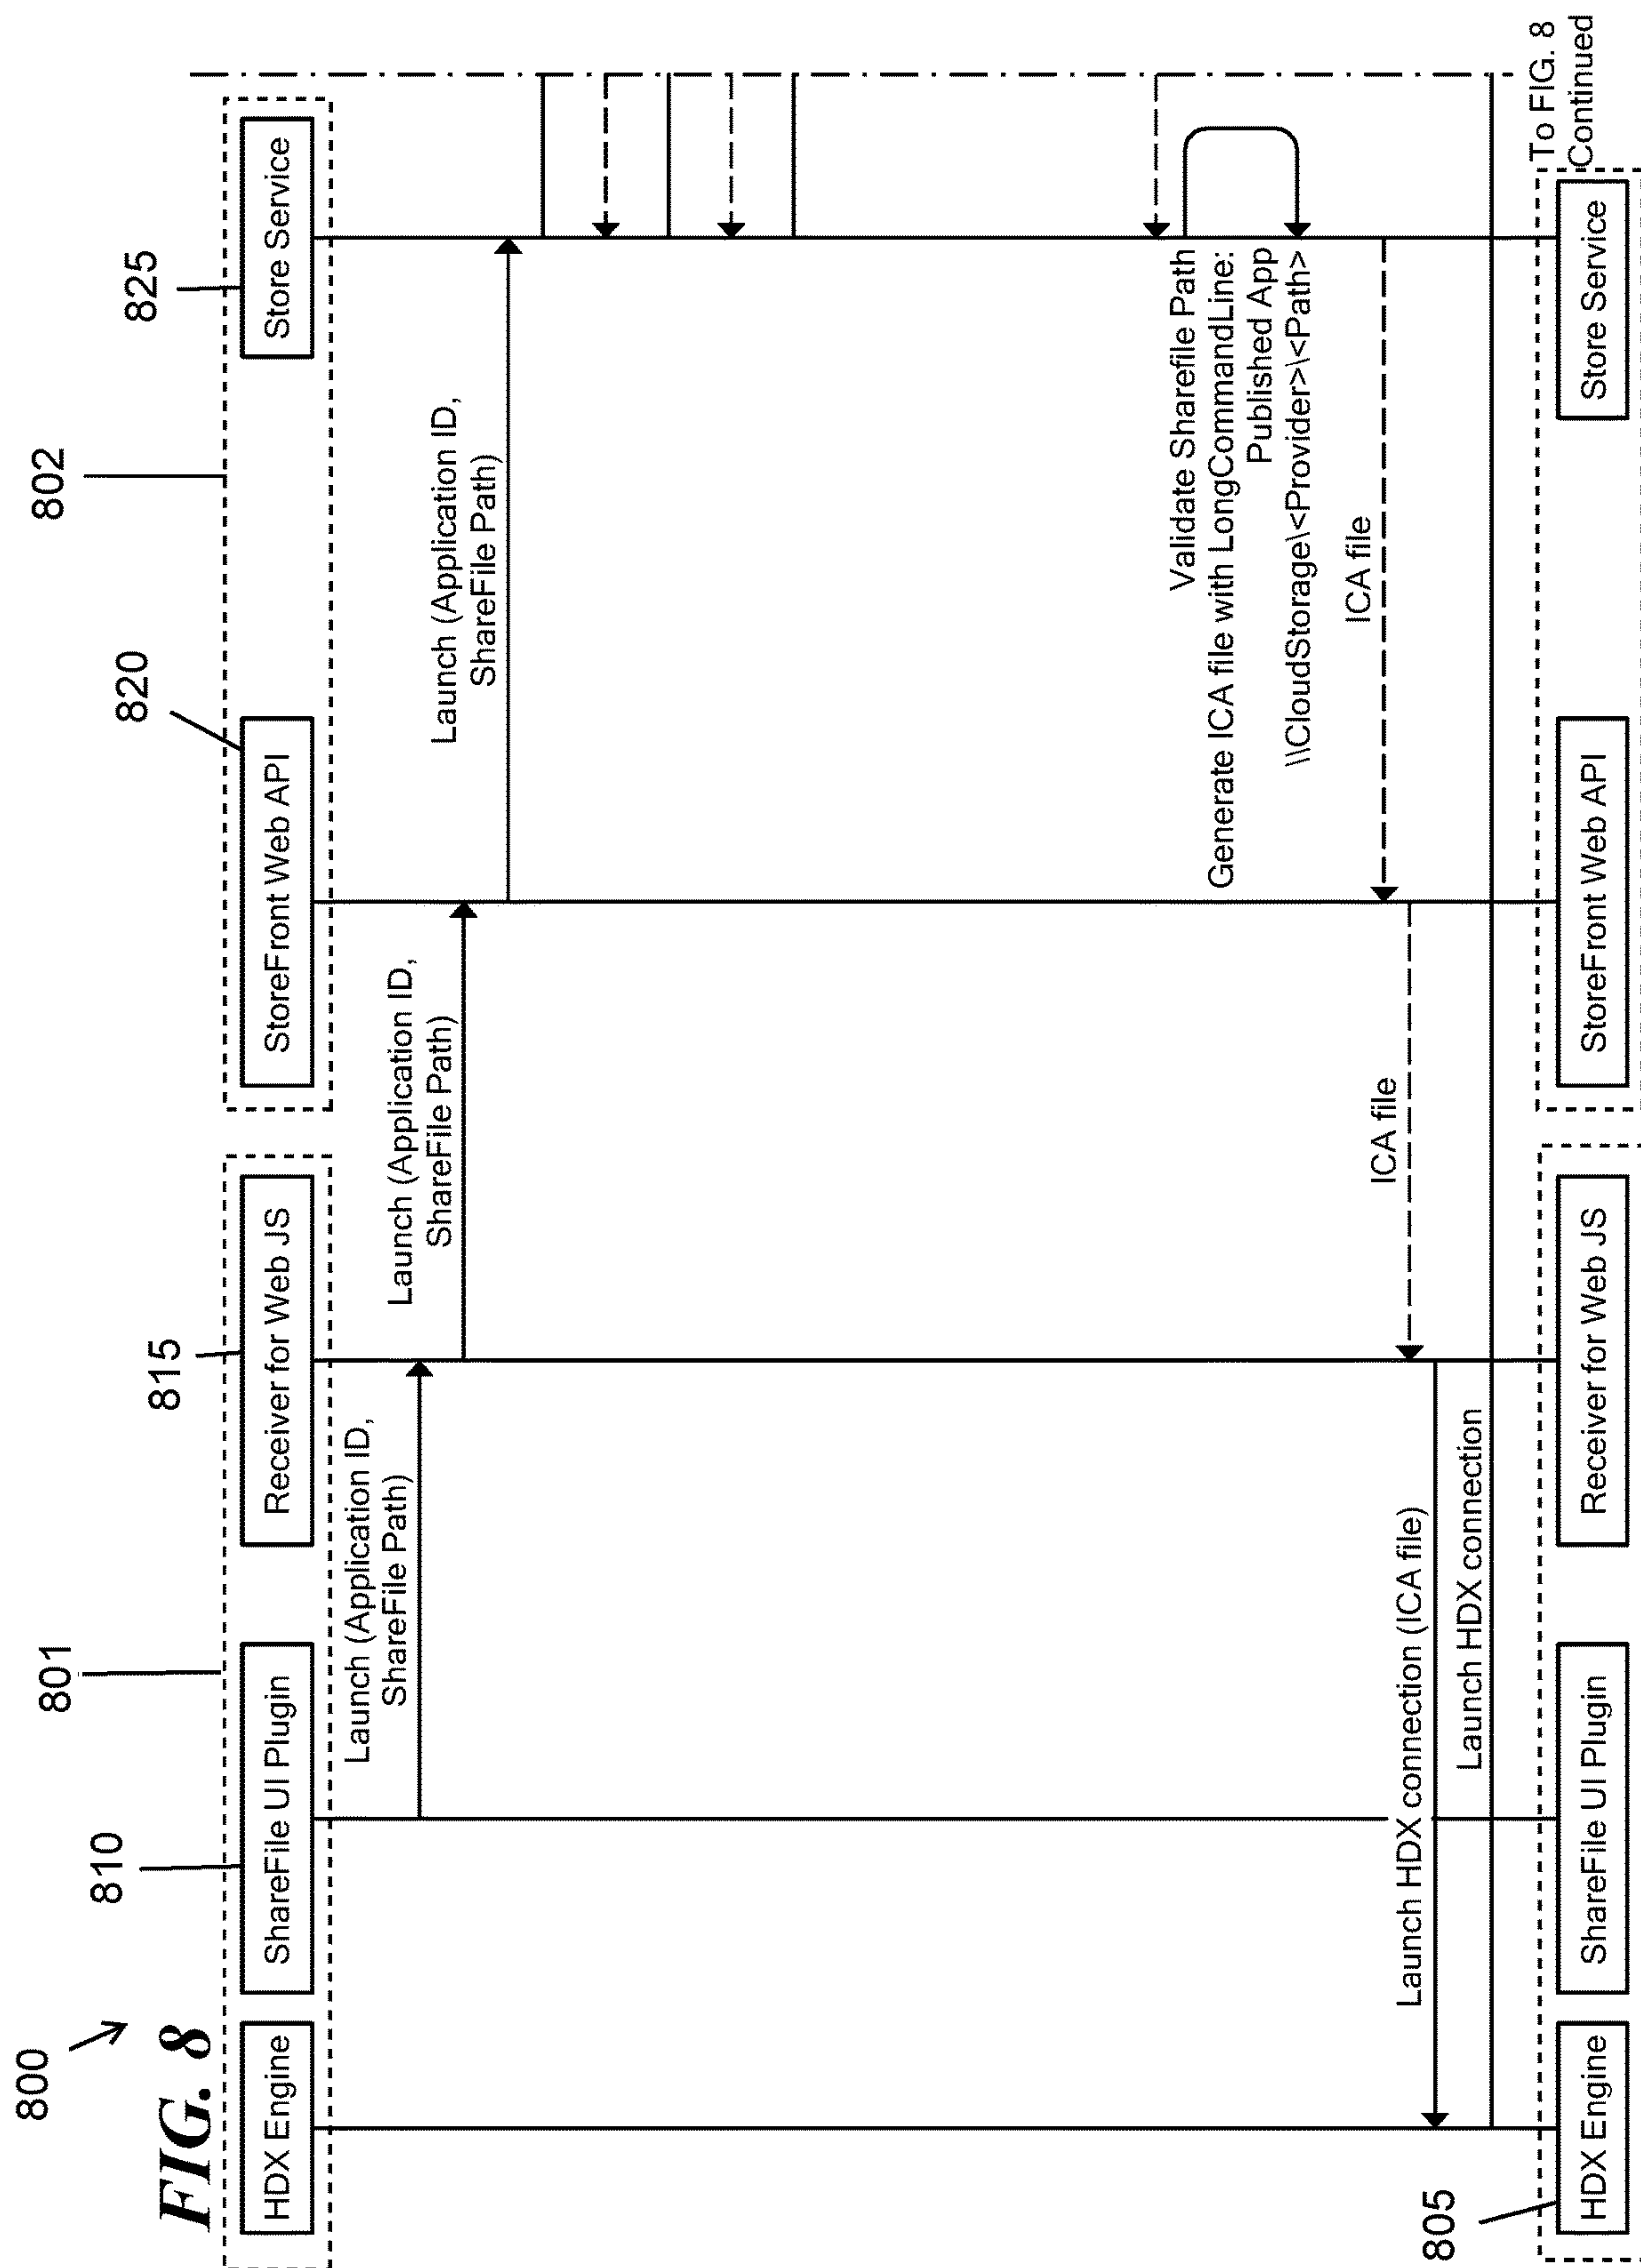 800
FIG. 8
801
802
810
815
820
825
HDX Engine
ShareFile UI Plugin
Receiver for Web JS
StoreFront Web API
Store Service
Launch (Application ID,
ShareFile Path)
Launch (Application ID,
ShareFile Path)
Launch (Application ID,
ShareFile Path)
Validate Sharefile Path
Generate ICA file with LongCommandLine:
Published App
\\CloudStorage\<Provider>\<Path>
ICA file
ICA file
Launch HDX connection (ICA file)
Launch HDX connection
To FIG. 8
Continued
805
HDX Engine
ShareFile UI Plugin
Receiver for Web JS
StoreFront Web API
Store Service